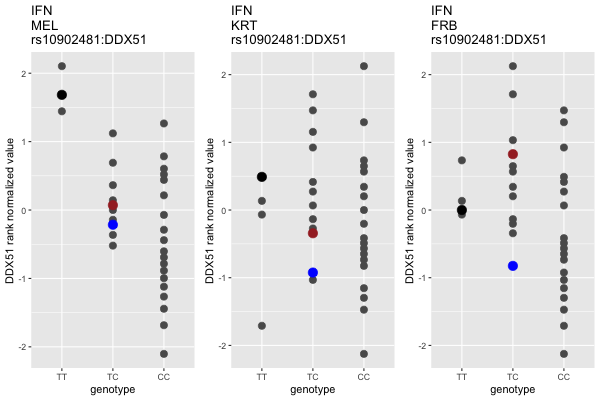 IFN
MEL
rs10902481:DDX51
DDX51 rank normalized value
2
1
0
-1
-2
TT TC CC
genotype
IFN
KRT
rs10902481:DDX51
DDX51 rank normalized value
2
1
0
-1
-2
TT TC CC
genotype
IFN
FRB
rs10902481:DDX51
DDX51 rank normalized value
2
1
0
-1
-2
TT TC CC
genotype